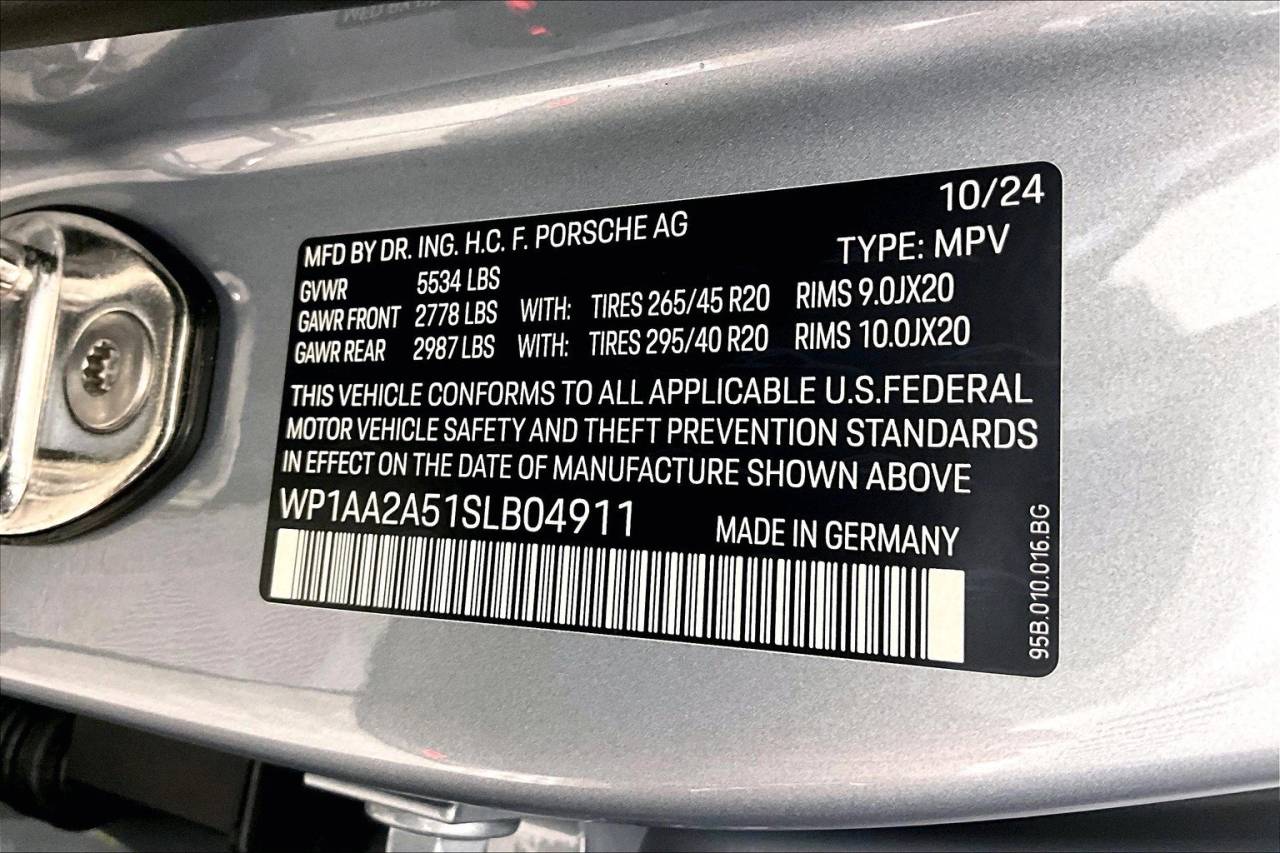 10/24
MFD BY DR. ING. H.C. F. PORSCHE AG
TYPE: MPV
GVWR 5534 LBS
GAWR FRONT 2778 LBS WITH: TIRES 265/45 R20 RIMS 9.0JX20
GAWR REAR 2987 LBS WITH: TIRES 295/40 R20 RIMS 10.0JX20
THIS VEHICLE CONFORMS TO ALL APPLICABLE U.S.FEDERAL
MOTOR VEHICLE SAFETY AND THEFT PREVENTION STANDARDS
IN EFFECT ON THE DATE OF MANUFACTURE SHOWN ABOVE
WP1AA2A51SLB04911
MADE IN GERMANY
95B.010.016.BG